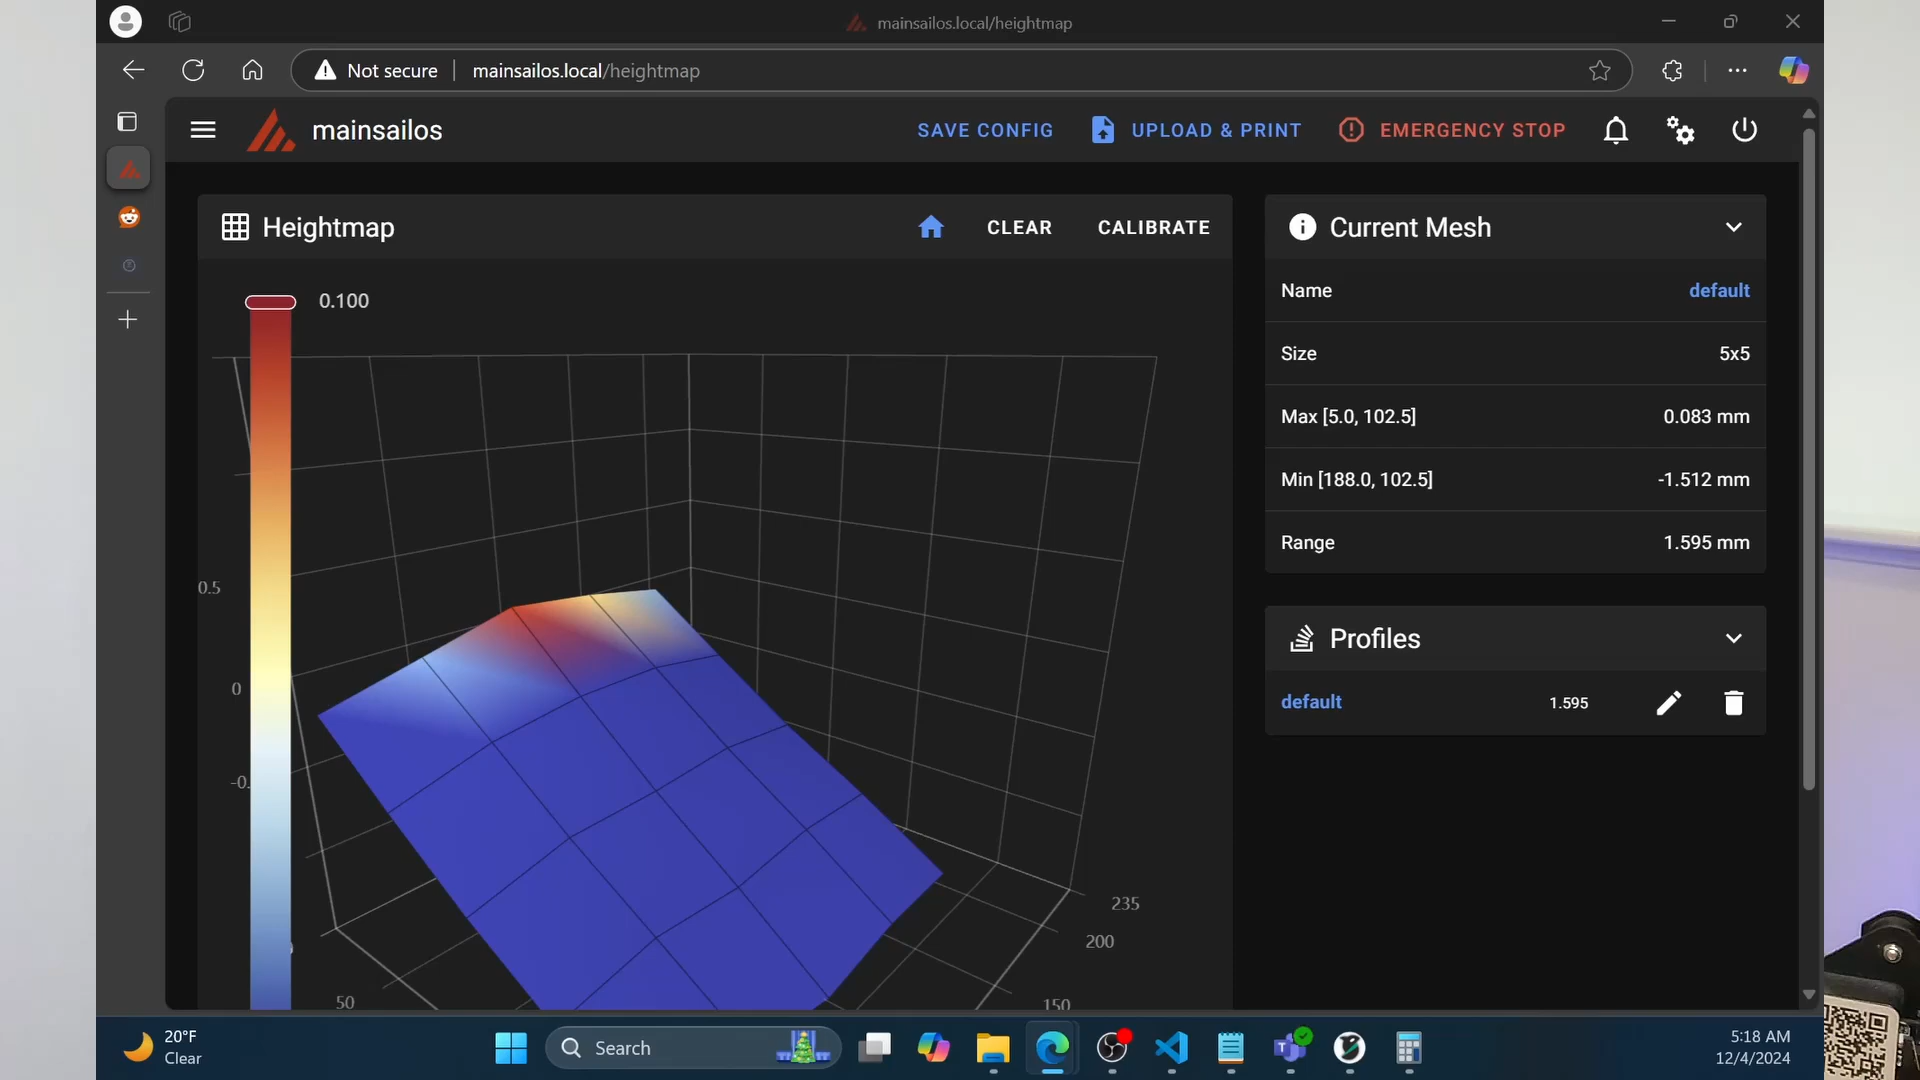 mainsailos.local/heightmap
Not secure
mainsailos.local/heightmap
mainsailos
SAVE CONFIG
UPLOAD & PRINT
EMERGENCY STOP
Heightmap
CLEAR
CALIBRATE
0.100
0.5
0
-0.
50
235
200
150
Current Mesh
Name
default
Size
5x5
Max [5.0, 102.5]
0.083 mm
Min [188.0, 102.5]
-1.512 mm
Range
1.595 mm
Profiles
default
1.595
20°F
Clear
Search
5:18 AM
12/4/2024